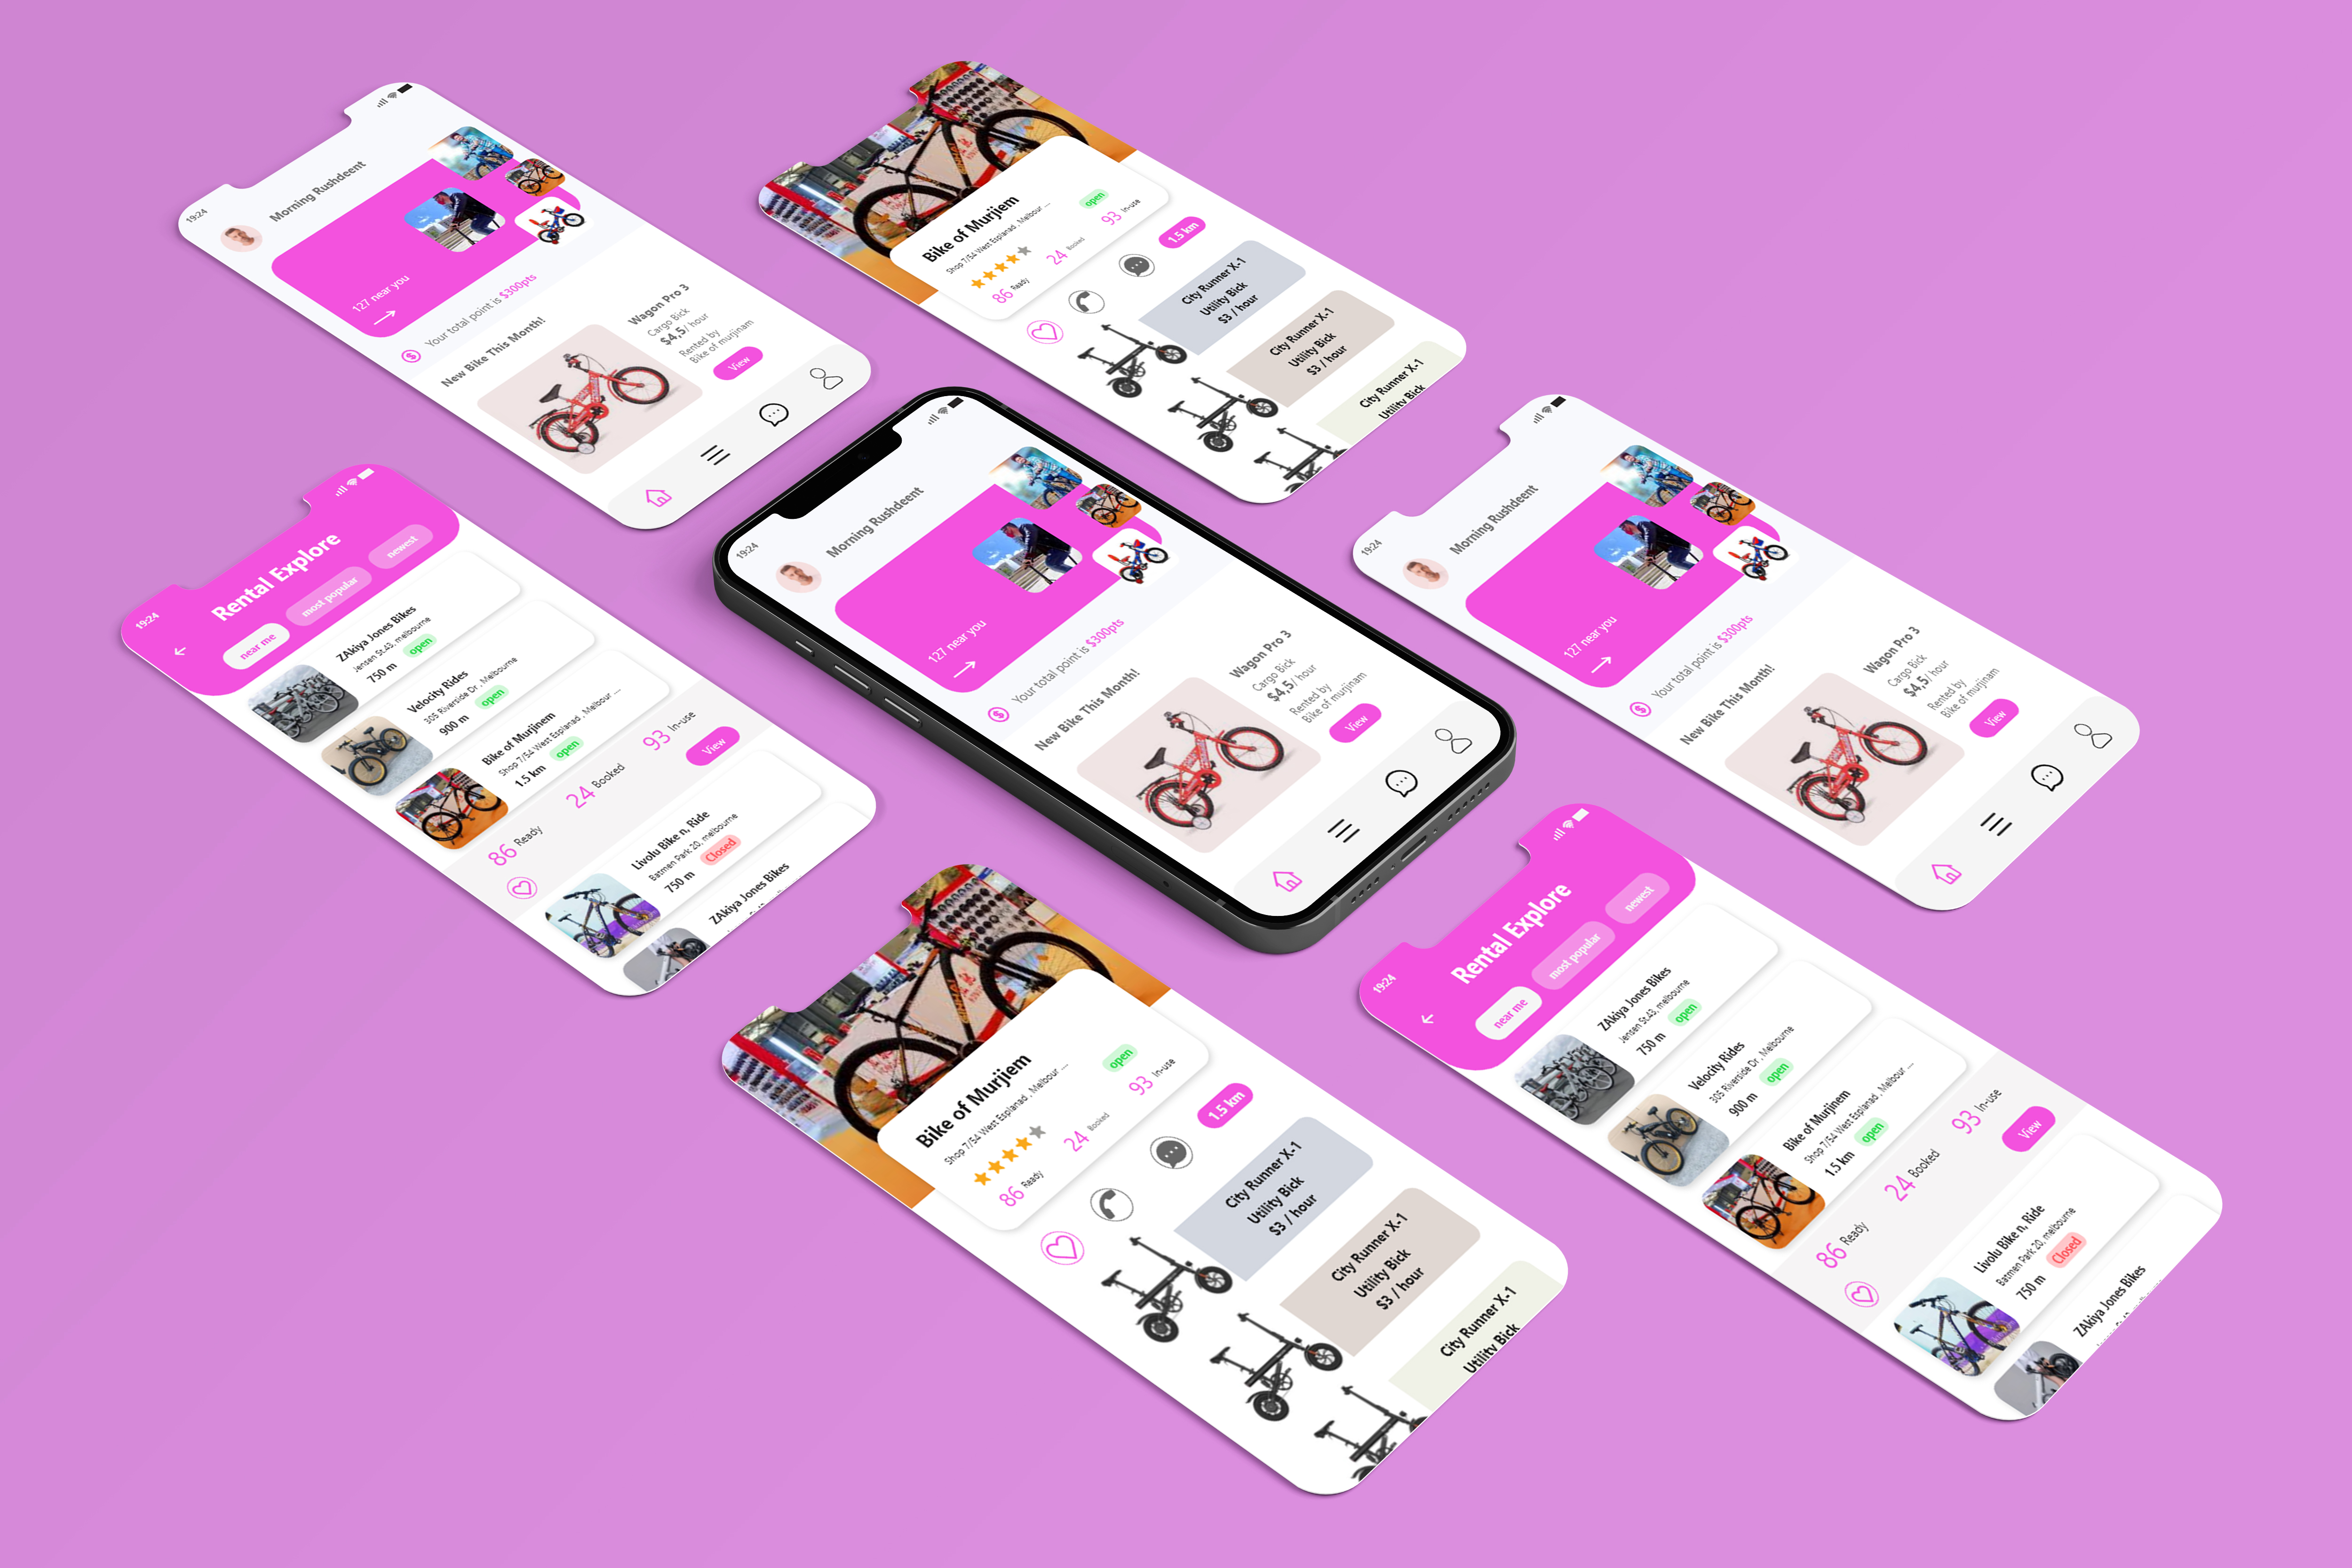 19:24
Morning Rushdeent
127 near you
Your total point is $300pts
New Bike This Month!
Wagon Pro 3
Cargo Bick
$4,5/ hour
Rented by
Bike of murjinam
View
Bike of Murjiem
Shop 7/54 West Esplanad , Melbour ....
open
86 Ready
24 Booked
93 In-use
1.5 km
City Runner X-1
Utility Bick
$3 / hour
City Runner X-1
Utility Bick
$3 / hour
City Runner X-1
Utility Bick
19:24
Rental Explore
near me
most popular
newest
ZAkiya Jones Bikes
Jensen St.43, melbourne
750 m open
Velocity Rides
305 Riverside Dr , Melbourne
900 m open
Bike of Murjinem
Shop 7/54 West Esplanad , Melbour ....
1.5 km open
86 Ready
24 Booked
93 In-use
View
Livolu Bike n, Ride
Batmen Park 20, melbourne
750 m Closed
ZAkiya Jones Bikes
19:24
Morning Rushdeent
127 near you
Your total point is $300pts
New Bike This Month!
Wagon Pro 3
Cargo Bick
$4,5/ hour
Rented by
Bike of murjinam
View
19:24
Morning Rushdeent
127 near you
Your total point is $300pts
New Bike This Month!
Wagon Pro 3
Cargo Bick
$4,5/ hour
Rented by
Bike of murjinam
View
Bike of Murjiem
Shop 7/54 West Esplanad , Melbour ....
open
86 Ready
24 Booked
93 In-use
1.5 km
City Runner X-1
Utility Bick
$3 / hour
City Runner X-1
Utility Bick
$3 / hour
City Runner X-1
Utility Bick
19:24
Rental Explore
near me
most popular
newest
ZAkiya Jones Bikes
Jensen St.43, melbourne
750 m open
Velocity Rides
305 Riverside Dr , Melbourne
900 m open
Bike of Murjinem
Shop 7/54 West Esplanad , Melbour ....
1.5 km open
86 Ready
24 Booked
93 In-use
View
Livolu Bike n, Ride
Batmen Park 20, melbourne
750 m Closed
ZAkiya Jones Bikes